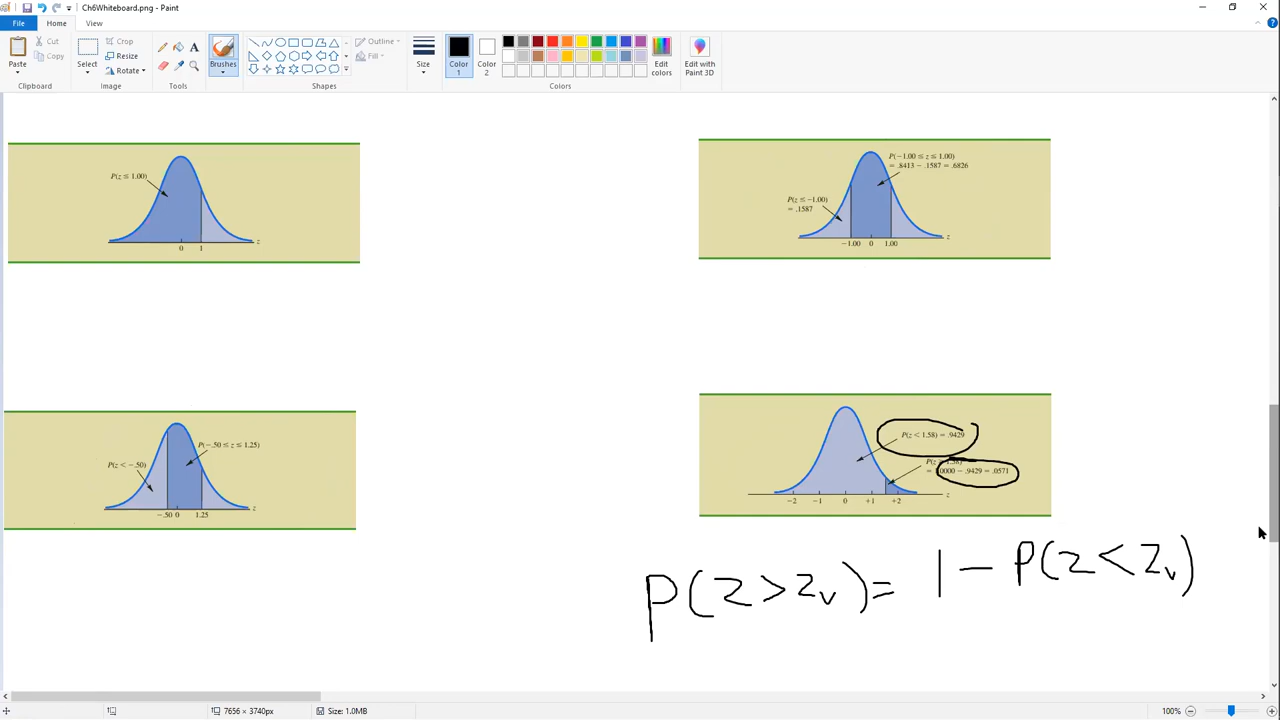 Ch6Whiteboard.png - Paint
File Home View
Paste Cut Copy
Clipboard
Select Crop Resize Rotate
Image
Tools
Brushes
Shapes
Outline
Fill
Size
Color 1
Color 2
Edit colors
Colors
Edit with Paint 3D
P(z ≤ 1.00)
0 1 z
P(−1.00 ≤ z ≤ 1.00)
= .8413 − .1587 = .6826
P(z ≤ −1.00)
= .1587
−1.00 0 1.00 z
P(−.50 ≤ z ≤ 1.25)
P(z < −.50)
−.50 0 1.25 z
P(z < 1.58) = .9429
.0000 − .9429 = .0571
−2 −1 0 +1 +2 z
P(z > z_v) = 1 − P(z < z_v)
7656 × 3740px
Size: 1.0MB
100%